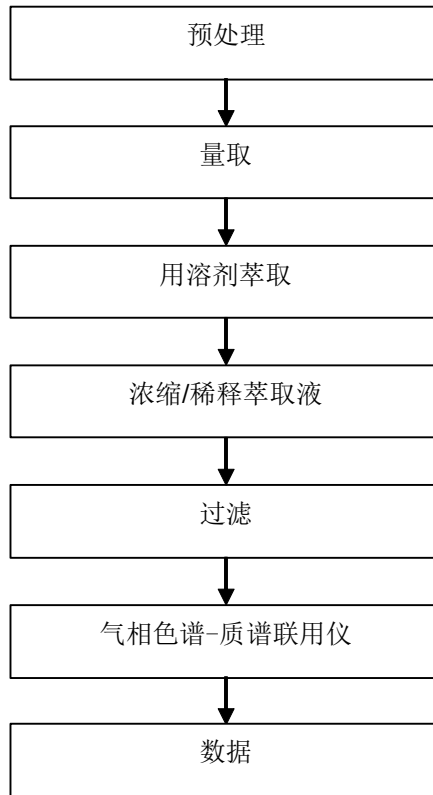 预处理
量取
用溶剂萃取
浓缩/稀释萃取液
过滤
气相色谱-质谱联用仪
数据